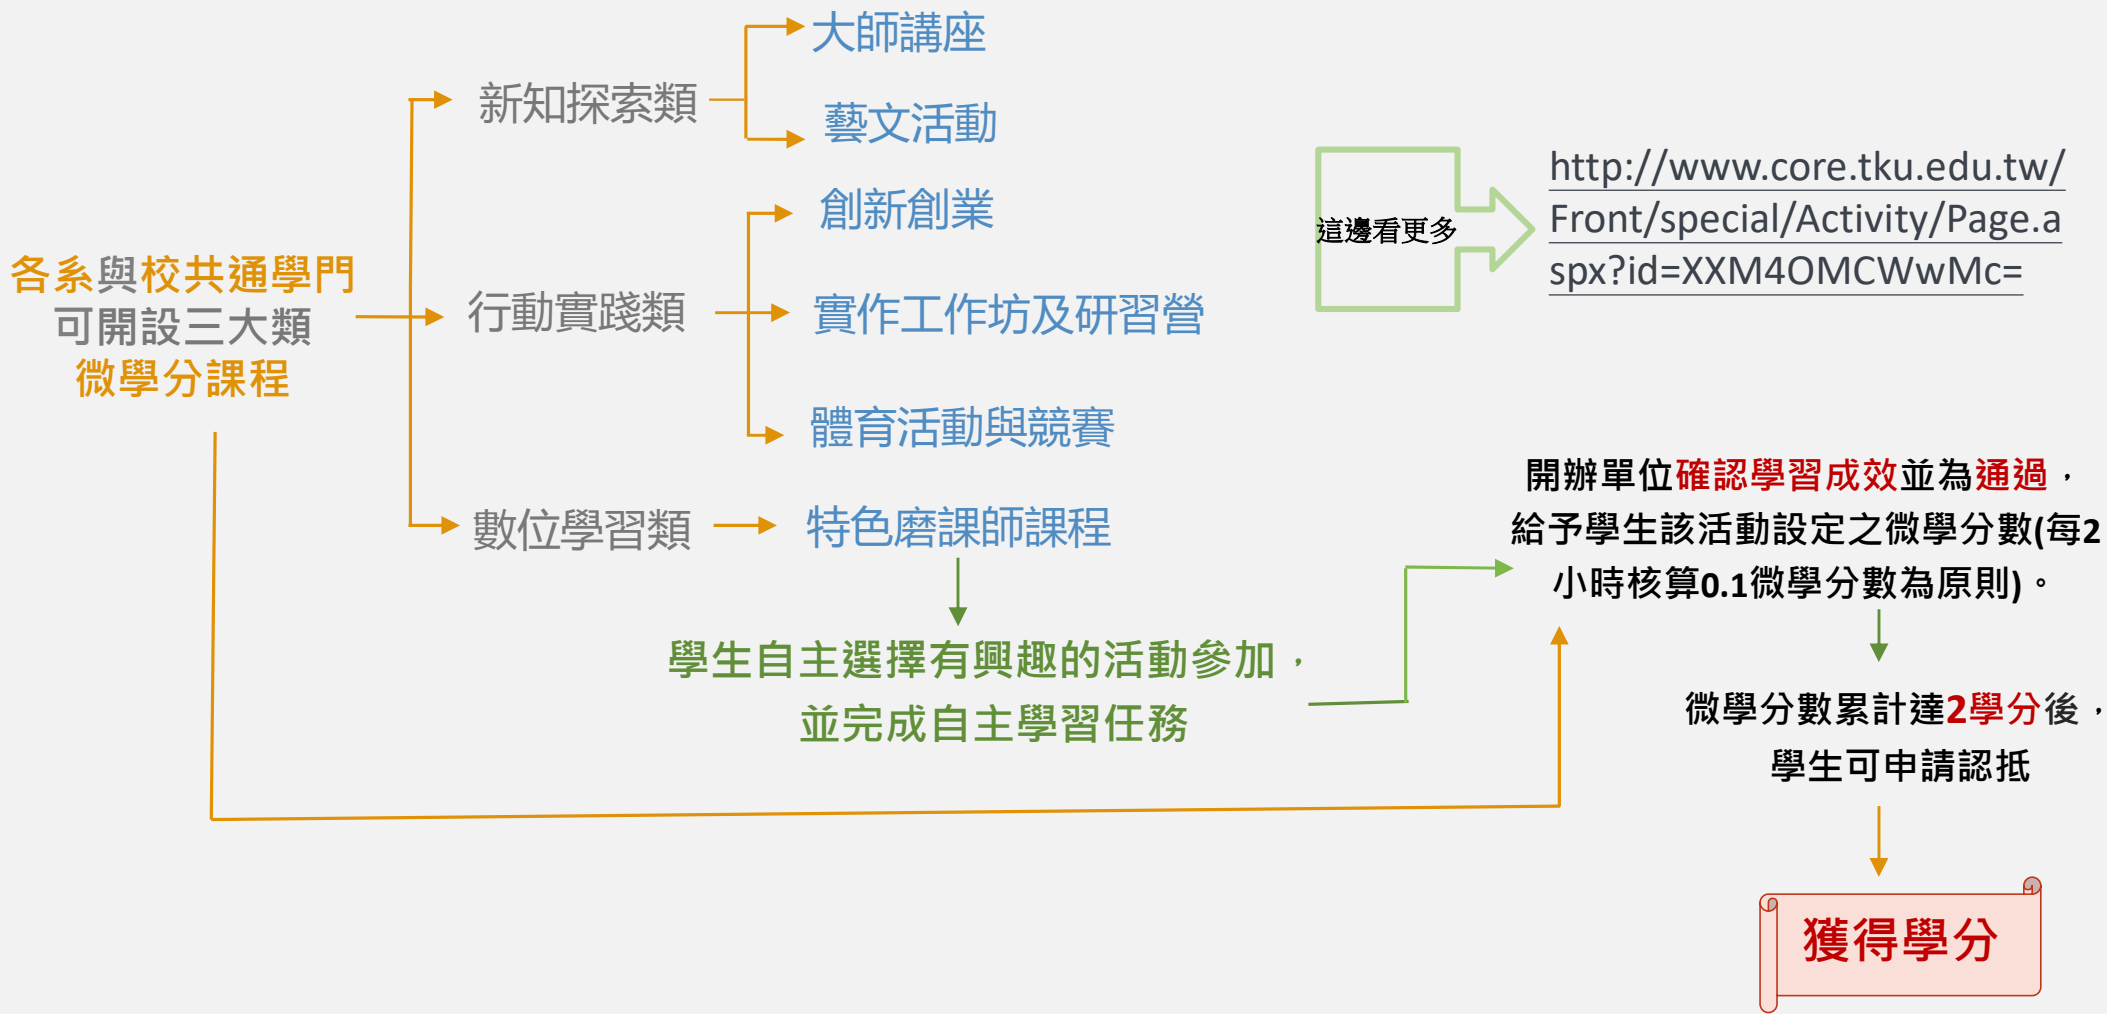 各系與校共通學門
可開設三大類
微學分課程
新知探索類
大師講座
藝文活動
行動實踐類
創新創業
實作工作坊及研習營
體育活動與競賽
數位學習類
特色磨課師課程
學生自主選擇有興趣的活動參加，
並完成自主學習任務
這邊看更多
http://www.core.tku.edu.tw/
Front/special/Activity/Page.a
spx?id=XXM4OMCWwMc=
開辦單位確認學習成效並為通過，
給予學生該活動設定之微學分數(每2
小時核算0.1微學分數為原則)。
微學分數累計達2學分後，
學生可申請認抵
獲得學分